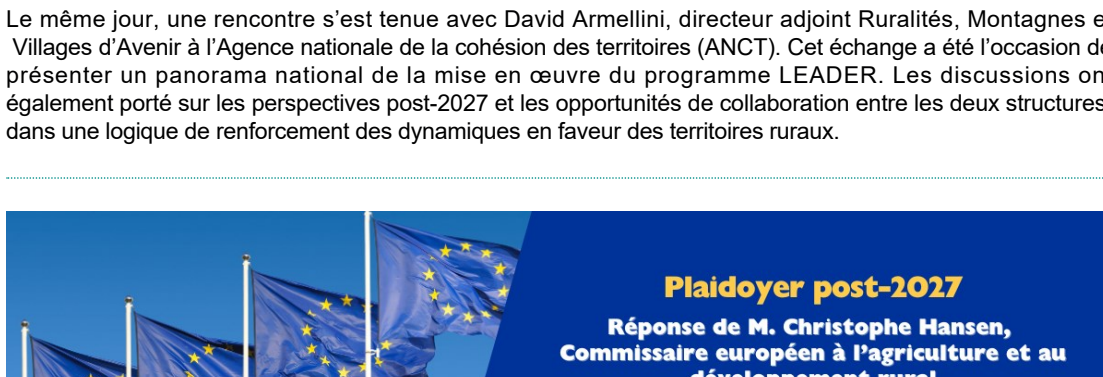 Le même jour, une rencontre s’est tenue avec David Armellini, directeur adjoint Ruralités, Montagnes e
Villages d’Avenir à l’Agence nationale de la cohésion des territoires (ANCT). Cet échange a été l’occasion de
présenter un panorama national de la mise en œuvre du programme LEADER. Les discussions on
également porté sur les perspectives post-2027 et les opportunités de collaboration entre les deux structures
dans une logique de renforcement des dynamiques en faveur des territoires ruraux.
Plaidoyer post-2027
Réponse de M. Christophe Hansen,
Commissaire européen à l’agriculture et au
développement rural